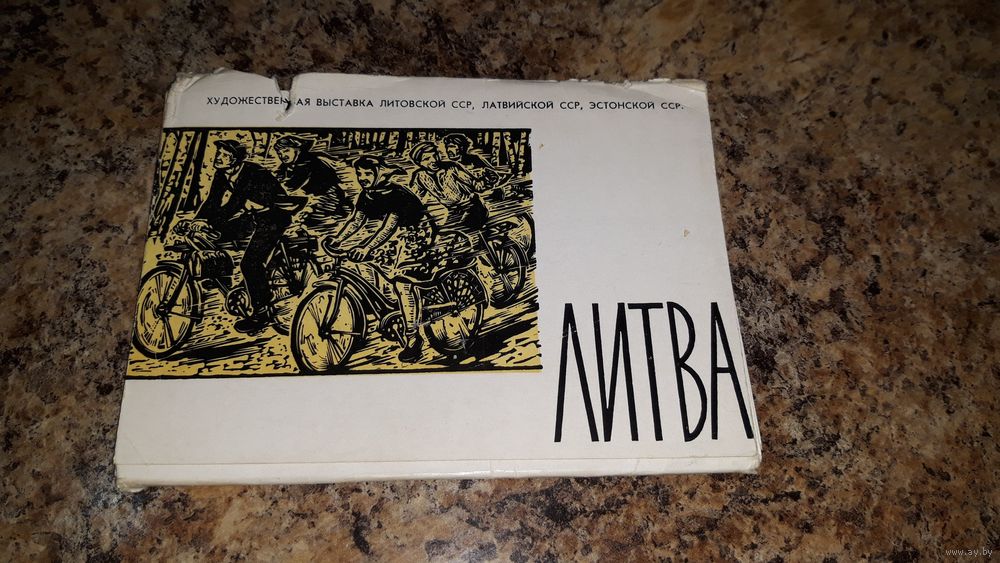 ХУДОЖЕСТВЕННАЯ ВЫСТАВКА ЛИТОВСКОЙ ССР, ЛАТВИЙСКОЙ ССР, ЭСТОНСКОЙ ССР.
ЛИТВА
www.ay.by